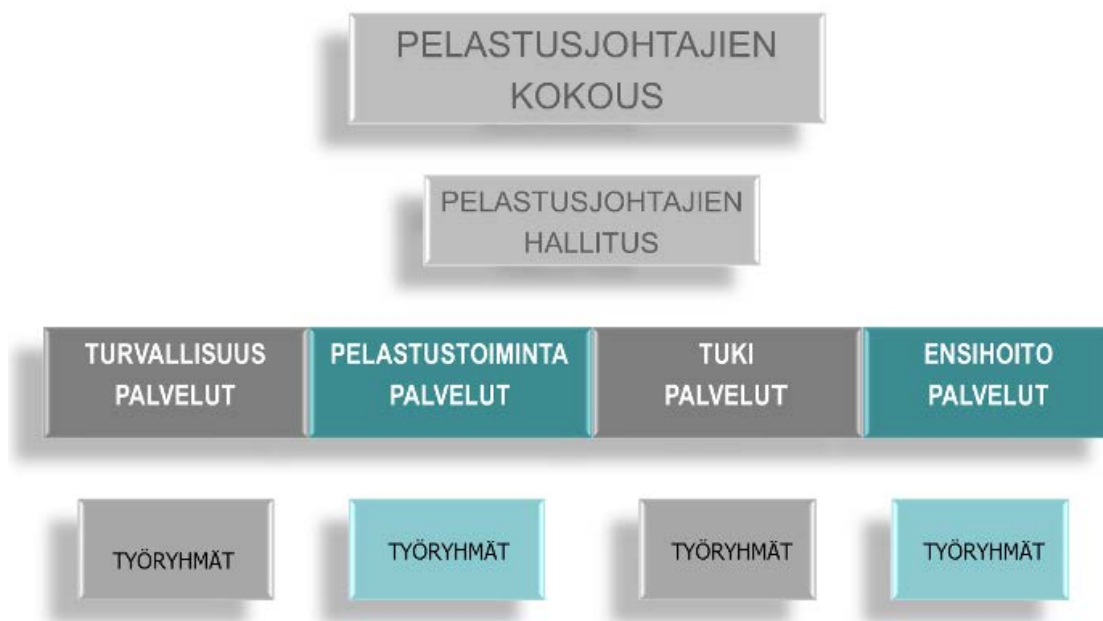 PELASTUSJOHTAJIEN
KOKOUS
PELASTUSJOHTAJIEN
HALLITUS
TURVALLISUUS
PALVELUT
PELASTUSTOIMINTA
PALVELUT
TUKI
PALVELUT
ENSIHOITO
PALVELUT
TYÖRYHMÄT
TYÖRYHMÄT
TYÖRYHMÄT
TYÖRYHMÄT